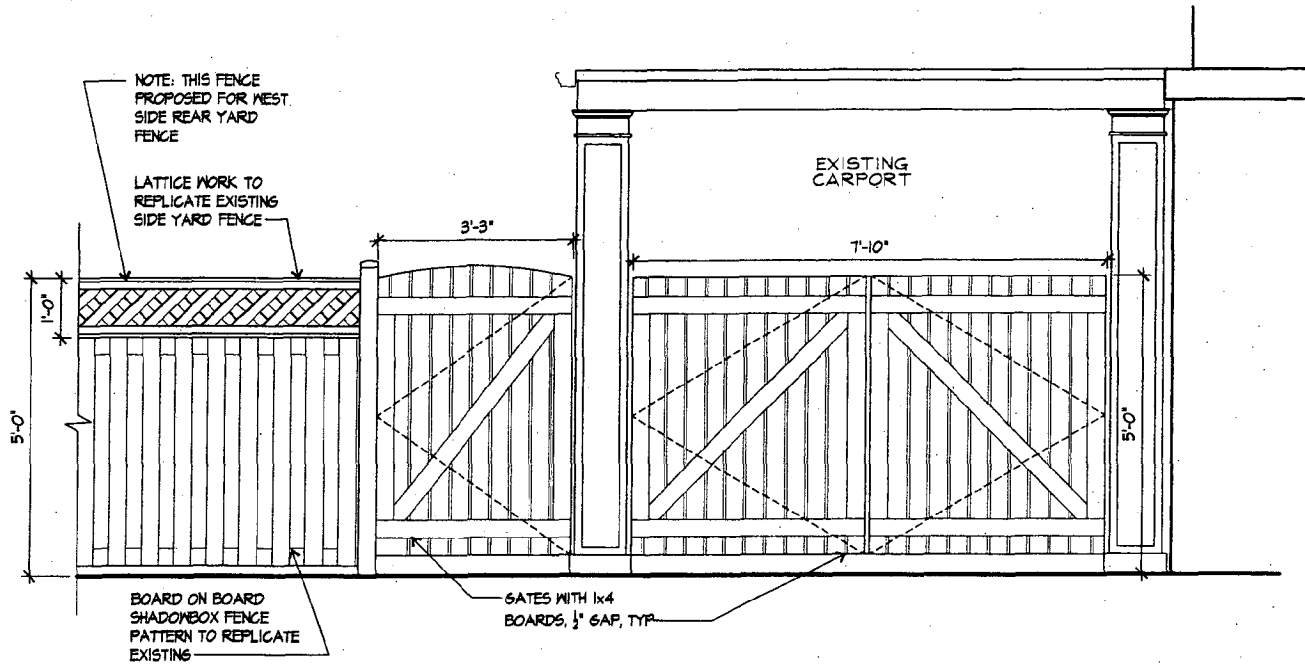 NOTE: THIS FENCE
PROPOSED FOR WEST
SIDE REAR YARD
FENCE
LATTICE WORK TO
REPLICATE EXISTING
SIDE YARD FENCE
EXISTING
CARPORT
3'-3"
7'-10"
1'-0"
5'-0"
5'-0"
BOARD ON BOARD
SHADOWBOX FENCE
PATTERN TO REPLICATE
EXISTING
GATES WITH 1x4
BOARDS, ½" GAP, TYP